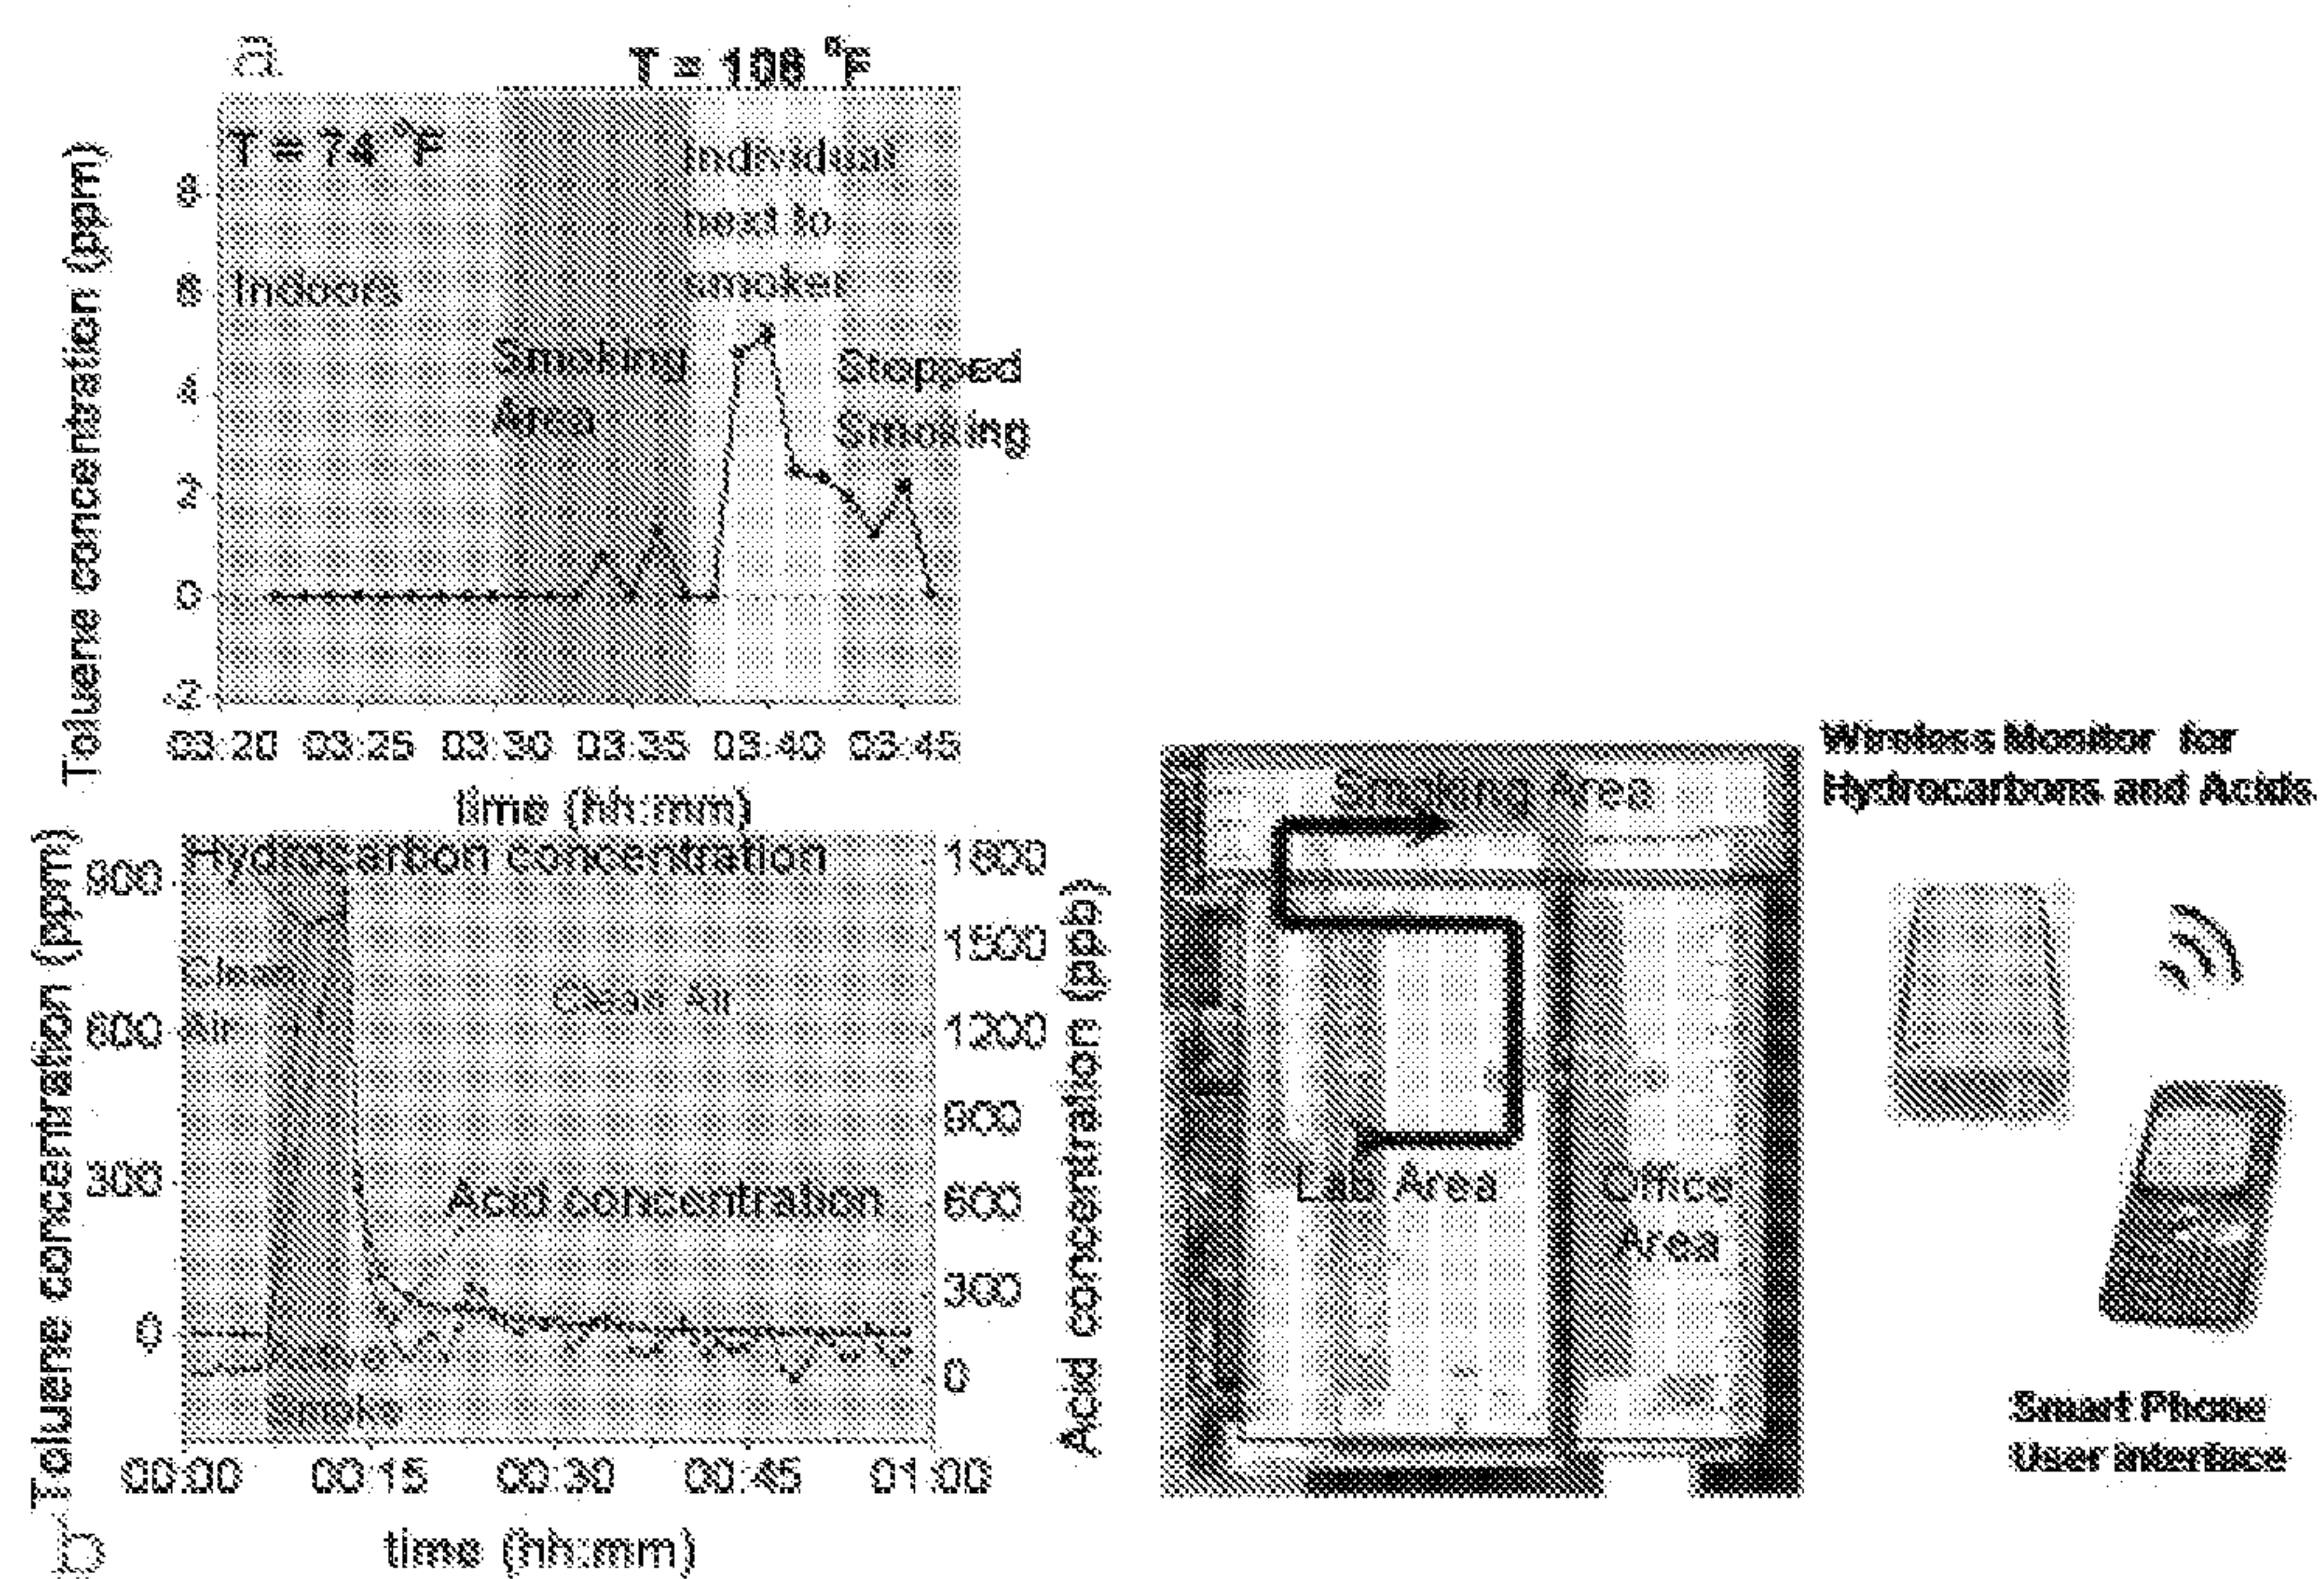 a
T = 108 °F
T = 74 °F
Individual
next to
smoker
Indoors
Smoking
Area
Stopped
Smoking
Toluene concentration (ppm)
8
6
4
2
0
-2
03:20 03:25 03:30 03:35 03:40 03:45
time (hh:mm)
Hydrocarbon concentration
Clean
Air
Clean Air
Acid concentration
Smoke
Toluene concentration (ppm)
900
600
300
0
1800
1500
1200
900
600
300
0
Acid concentration (ppb)
00:00 00:15 00:30 00:45 01:00
time (hh:mm)
b
Smoking Area
Lab Area
Office
Area
Wireless Monitor for
Hydrocarbons and Acids
Smart Phone
User interface